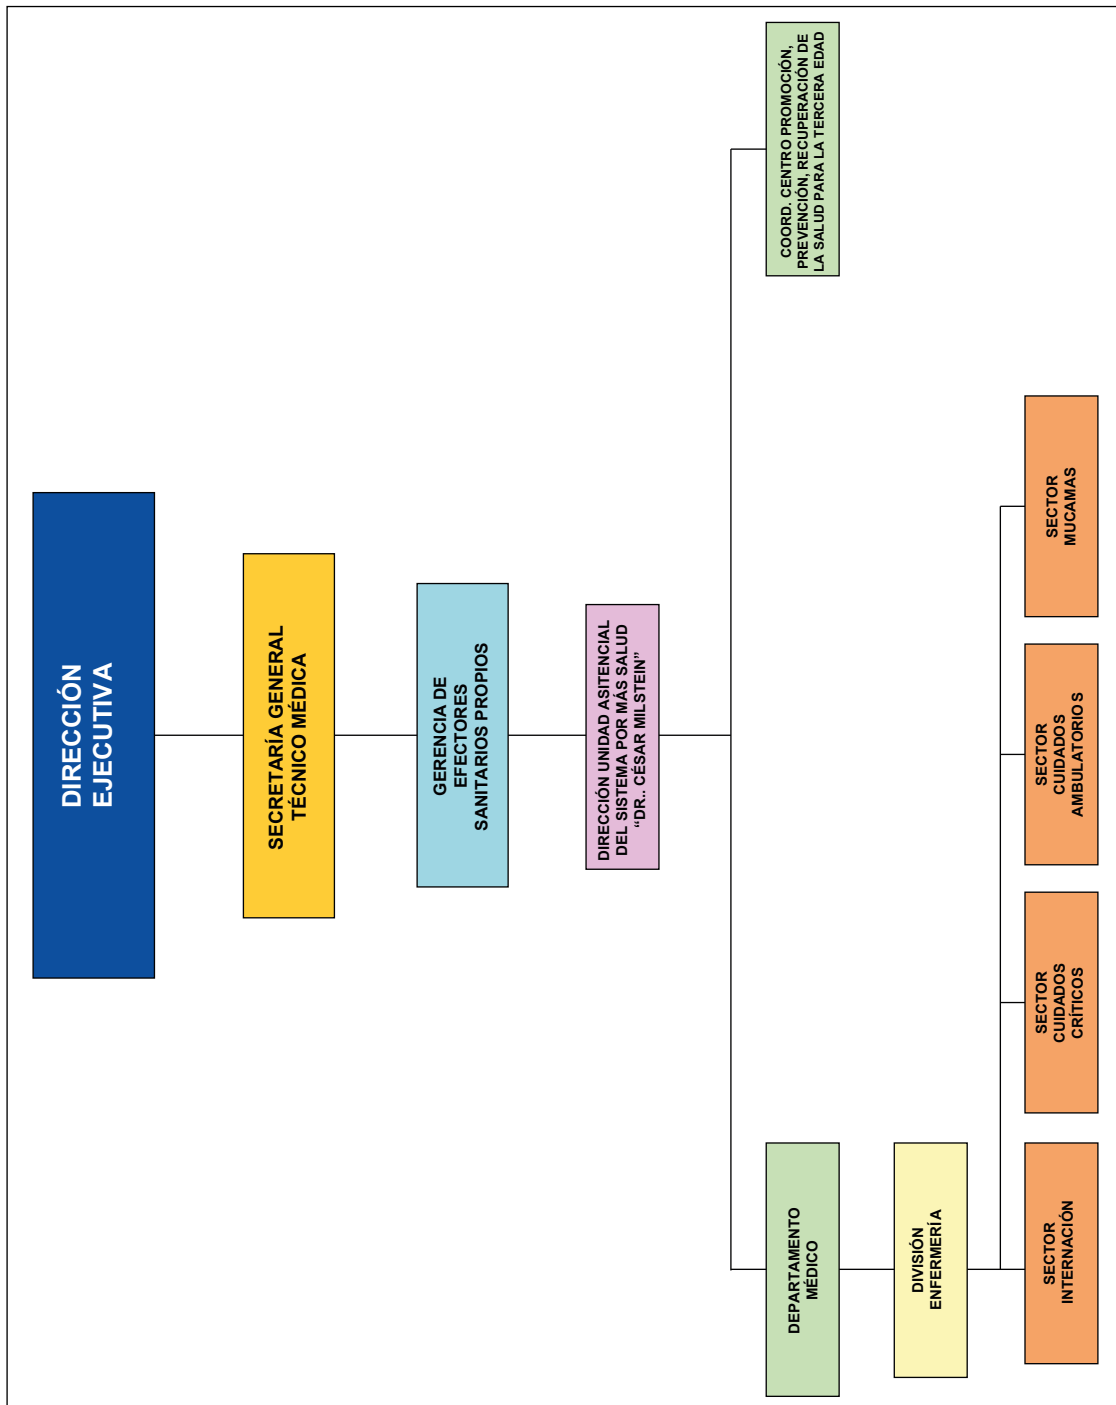 DIRECCIÓN
EJECUTIVA
SECRETARÍA GENERAL
TÉCNICO MÉDICA
GERENCIA DE
EFECTORES
SANITARIOS PROPIOS
DIRECCIÓN UNIDAD ASITENCIAL
DEL SISTEMA POR MÁS SALUD
“DR.. CÉSAR MILSTEIN”
DEPARTAMENTO
MÉDICO
COORD. CENTRO PROMOCIÓN,
PREVENCIÓN, RECUPERACIÓN DE
LA SALUD PARA LA TERCERA EDAD
DIVISIÓN
ENFERMERÍA
SECTOR
INTERNACIÓN
SECTOR
CUIDADOS
CRÍTICOS
SECTOR
CUIDADOS
AMBULATORIOS
SECTOR
MUCAMAS